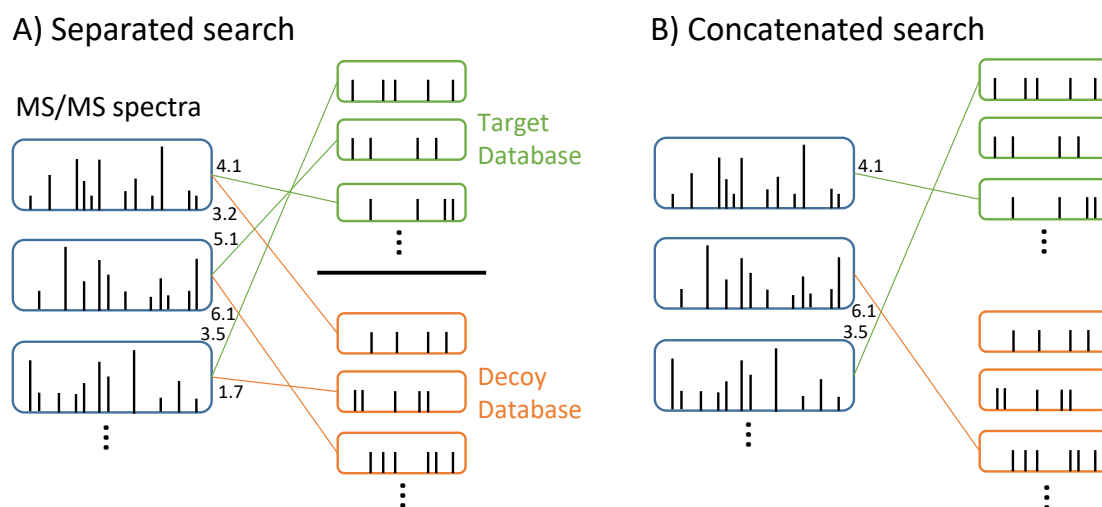 A) Separated search
B) Concatenated search
MS/MS spectra
Target
Database
4.1
3.2
5.1
6.1
3.5
1.7
Decoy
Database
4.1
6.1
3.5